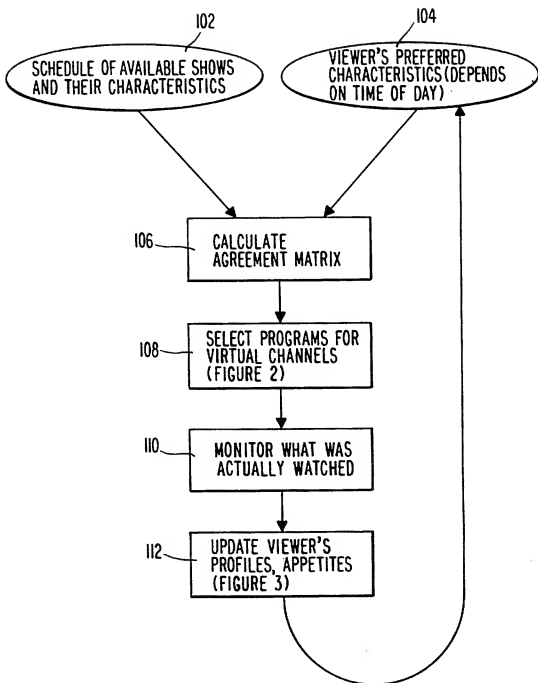 102
SCHEDULE OF AVAILABLE SHOWS
AND THEIR CHARACTERISTICS
104
VIEWER'S PREFERRED
CHARACTERISTICS (DEPENDS
ON TIME OF DAY)
106
CALCULATE
AGREEMENT MATRIX
108
SELECT PROGRAMS FOR
VIRTUAL CHANNELS
(FIGURE 2)
110
MONITOR WHAT WAS
ACTUALLY WATCHED
112
UPDATE VIEWER'S
PROFILES, APPETITES
(FIGURE 3)